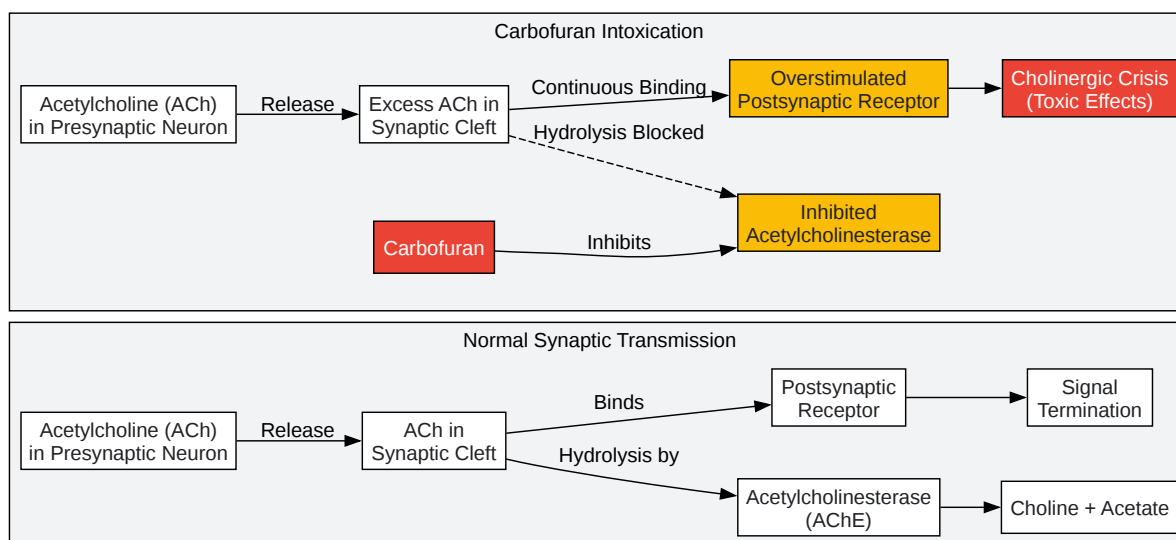 Carbofuran Intoxication
Acetylcholine (ACh)
in Presynaptic Neuron
Release
Excess ACh in
Synaptic Cleft
Continuous Binding
Overstimulated
Postsynaptic Receptor
Cholinergic Crisis
(Toxic Effects)
Hydrolysis Blocked
Inhibited
Acetylcholinesterase
Carbofuran
Inhibits
Normal Synaptic Transmission
Acetylcholine (ACh)
in Presynaptic Neuron
Release
ACh in
Synaptic Cleft
Binds
Postsynaptic
Receptor
Signal
Termination
Hydrolysis by
Acetylcholinesterase
(AChE)
Choline + Acetate